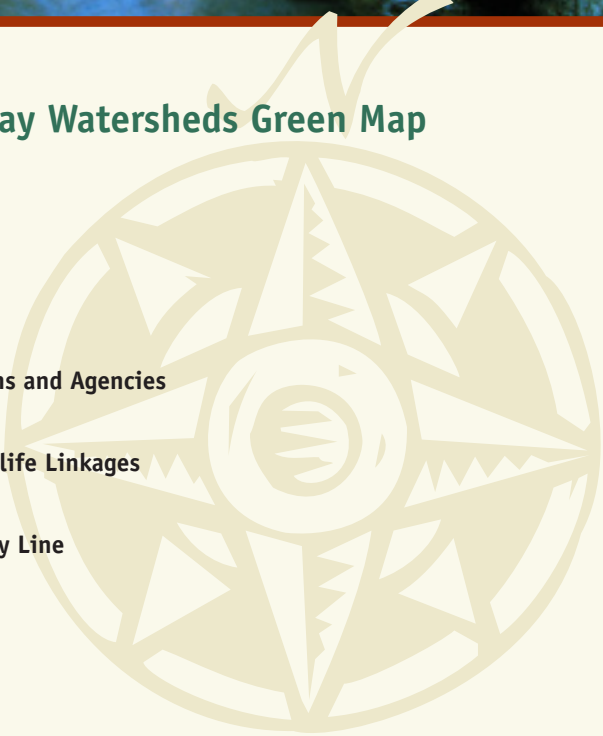 ay Watersheds Green Map
N
ns and Agencies
life Linkages
y Line